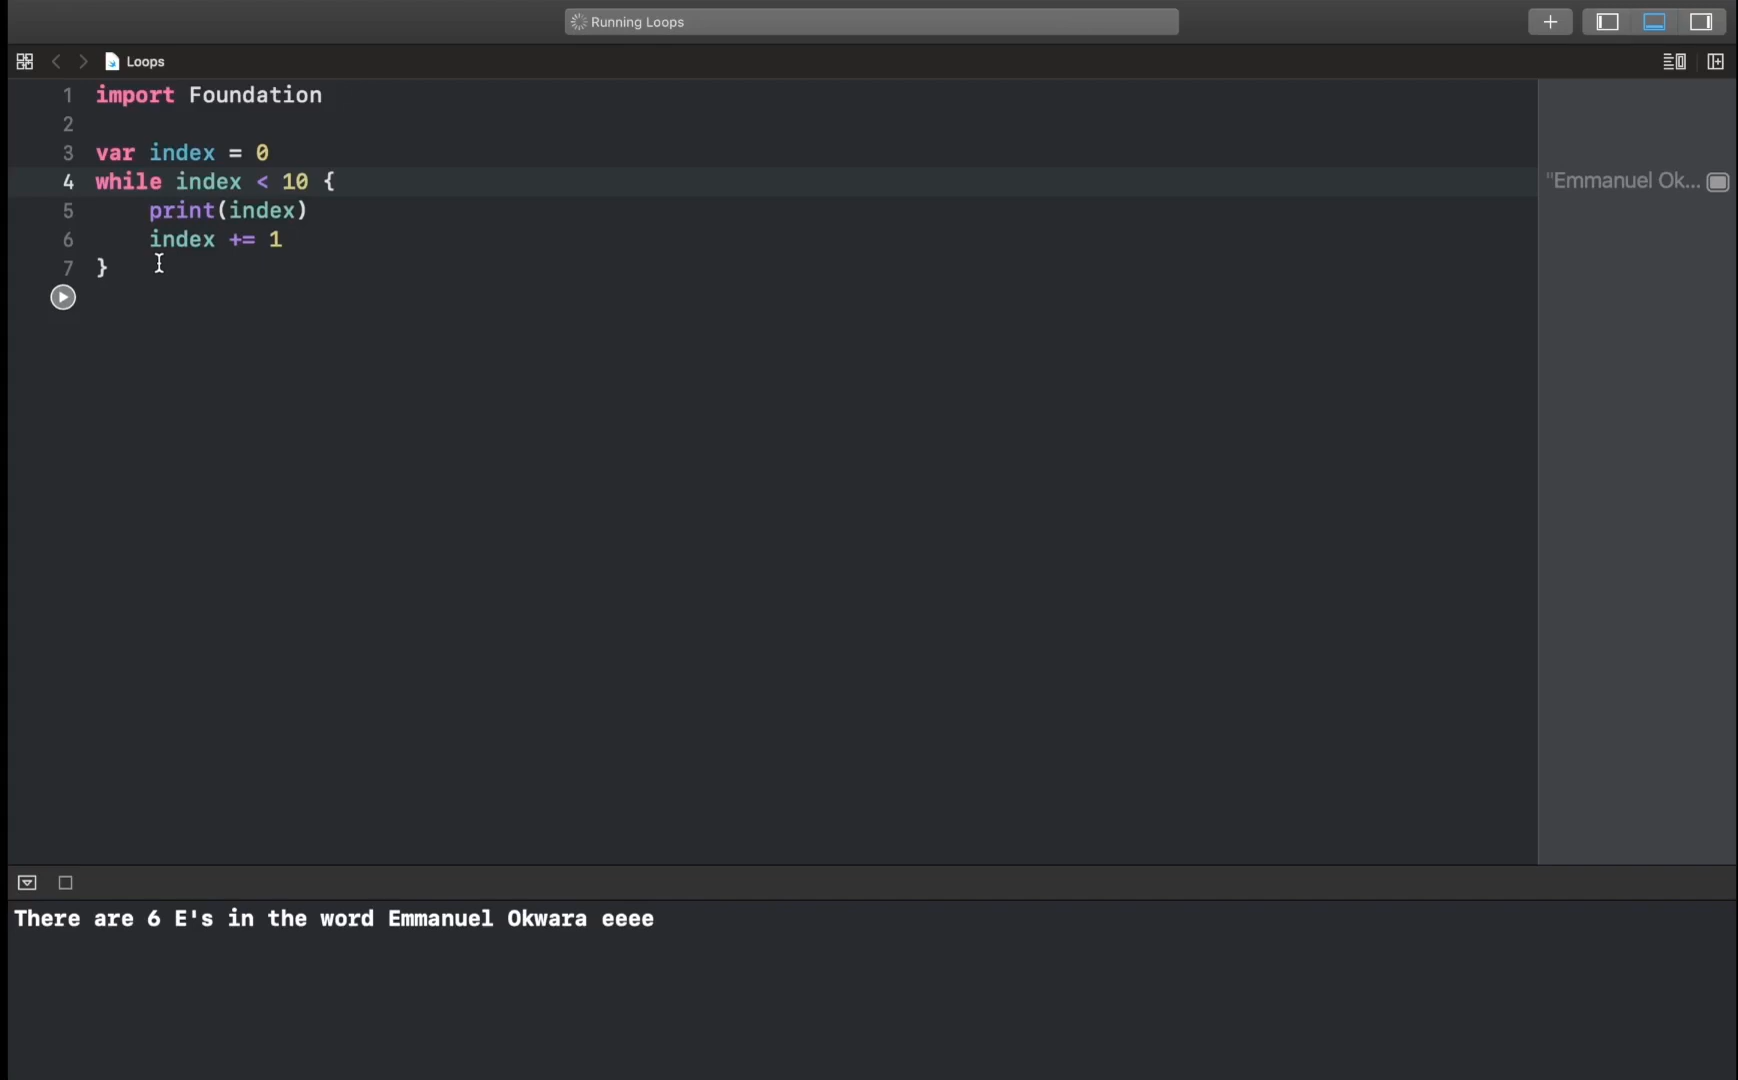 Running Loops
Loops
1 import Foundation
2
3 var index = 0
4 while index < 10 {
"Emmanuel Ok...
5 print(index)
6 index += 1
7 }
There are 6 E's in the word Emmanuel Okwara eeee